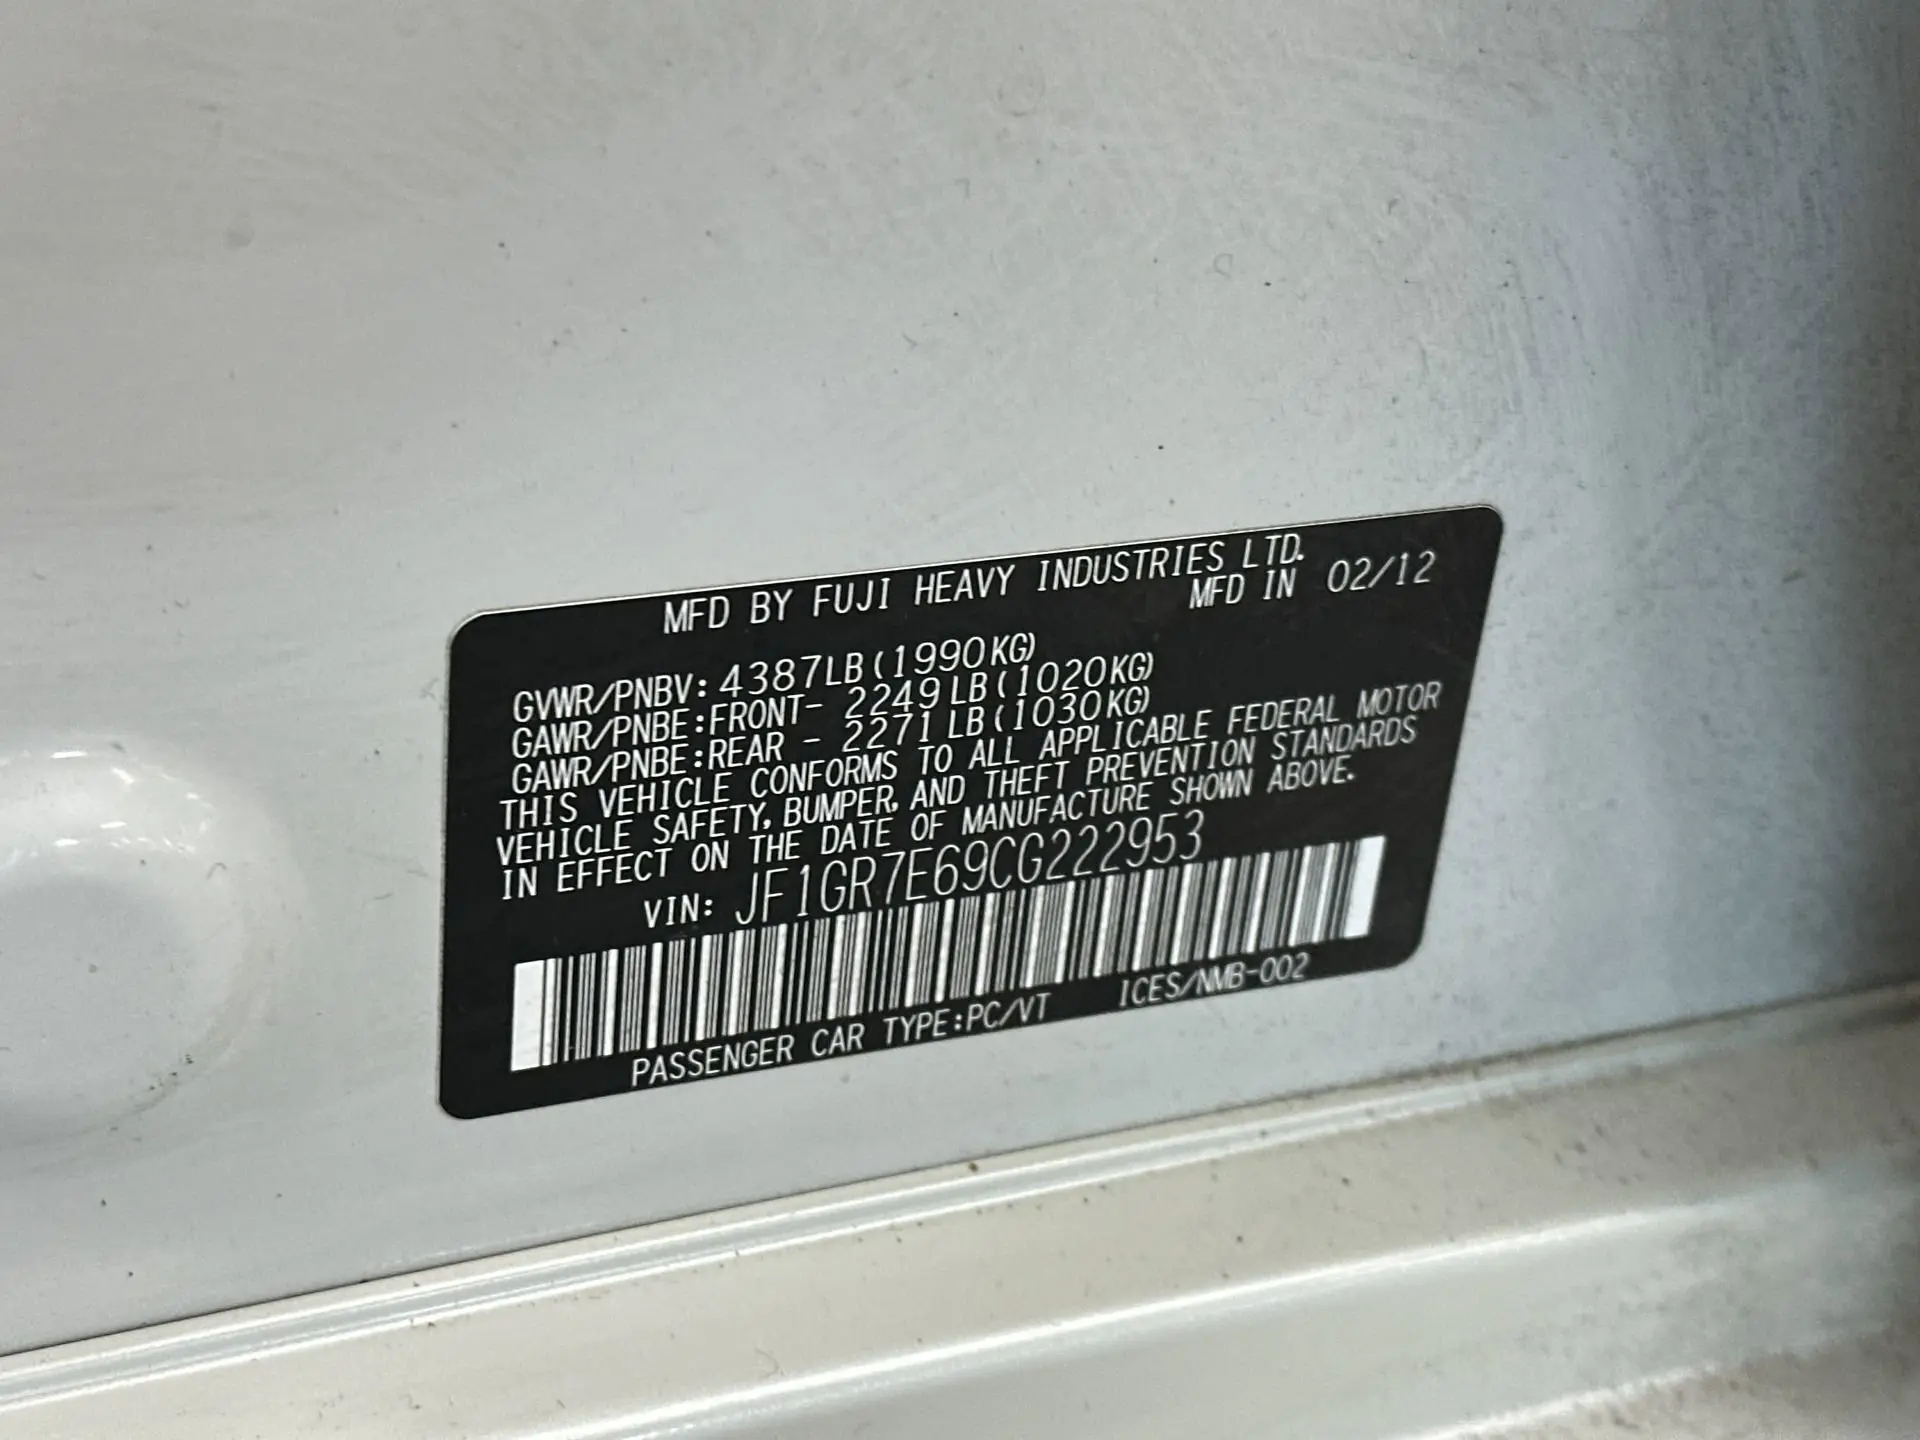 MFD BY FUJI HEAVY INDUSTRIES LTD.
MFD IN 02/12
GVWR/PNBV: 4387LB(1990KG)
GAWR/PNBE:FRONT- 2249LB(1020KG)
GAWR/PNBE:REAR - 2271LB(1030KG)
THIS VEHICLE CONFORMS TO ALL APPLICABLE FEDERAL MOTOR
VEHICLE SAFETY, BUMPER, AND THEFT PREVENTION STANDARDS
IN EFFECT ON THE DATE OF MANUFACTURE SHOWN ABOVE.
VIN: JF1GR7E69CG222953
PASSENGER CAR TYPE:PC/VT ICES/NMB-002